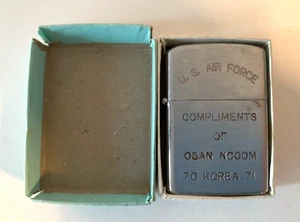 U.S. AIR FORCE
COMPLIMENTS
OF
OSAN NCOOM
70 KOREA 71